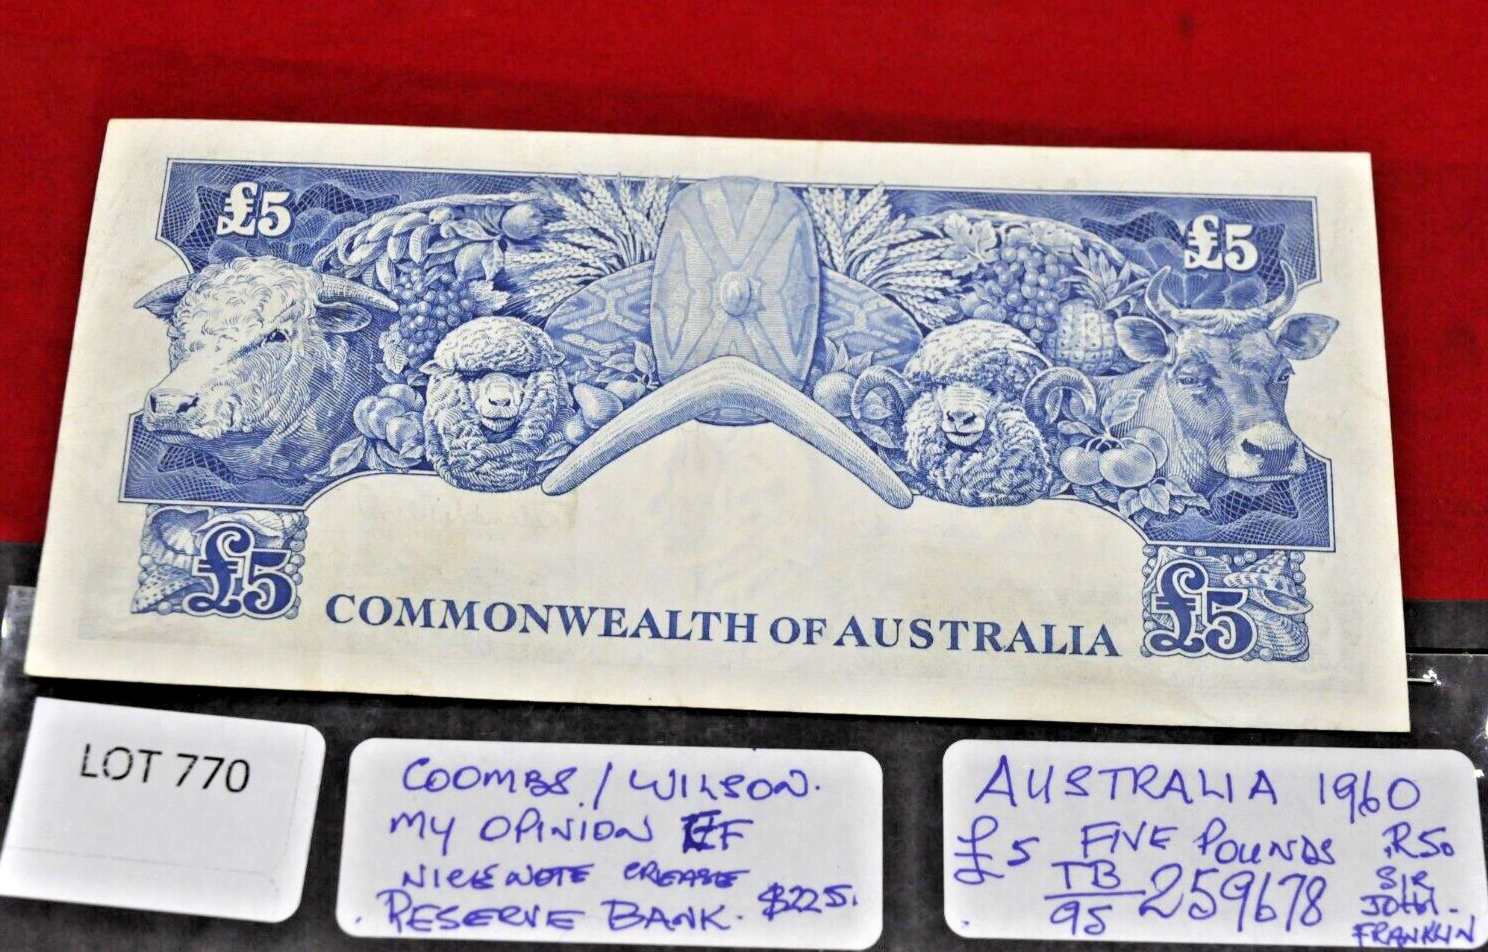 £5
£5
£5
£5
COMMONWEALTH OF AUSTRALIA
LOT 770
COOMBS / WILSON.
MY OPINION EF
NICE NOTE CREASE
RESERVE BANK. $225.
AUSTRALIA 1960
£5 FIVE POUNDS R50
TB
95 259678
SIR
JOHN
FRANKLIN